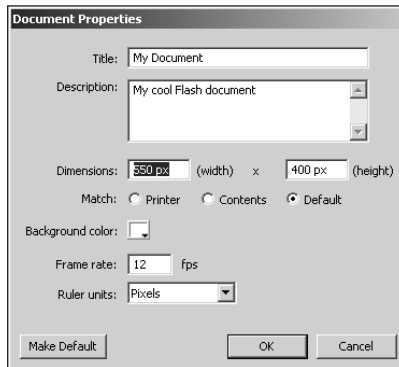 Document Properties
Title: My Document
Description: My cool Flash document
Dimensions: 550 px (width) x 400 px (height)
Match: Printer Contents Default
Background color:
Frame rate: 12 fps
Ruler units: Pixels
Make Default OK Cancel